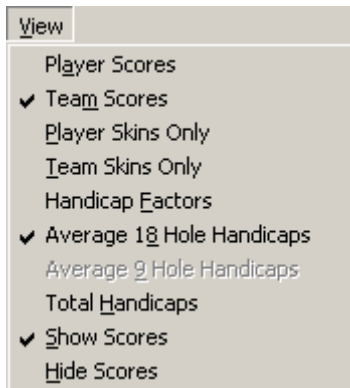 View
Player Scores
Team Scores
Player Skins Only
Team Skins Only
Handicap Factors
Average 18 Hole Handicaps
Average 9 Hole Handicaps
Total Handicaps
Show Scores
Hide Scores